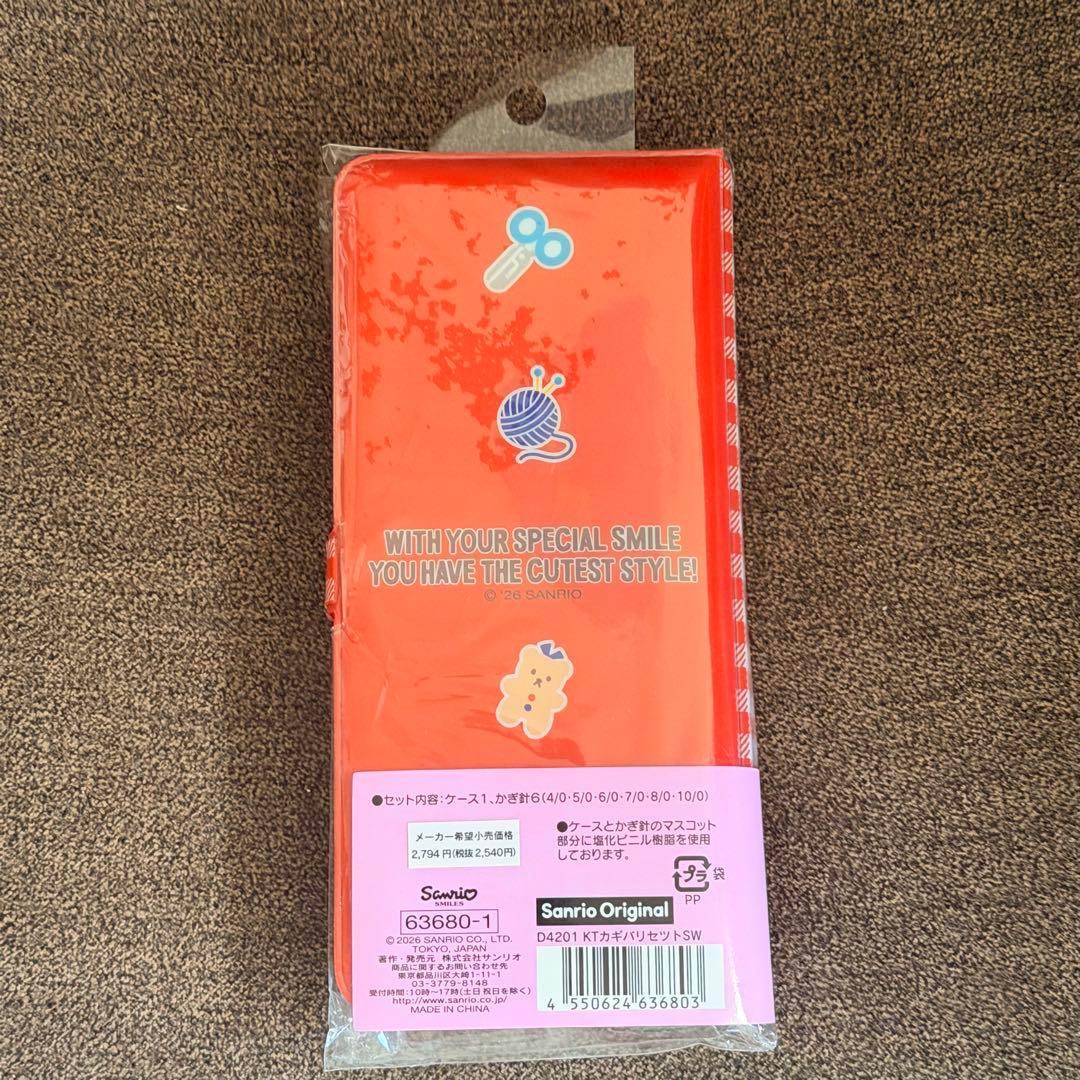 WITH YOUR SPECIAL SMILE
YOU HAVE THE CUTEST STYLE!
© '26 SANRIO
●セット内容:ケース1、かぎ針6(4/0・5/0・6/0・7/0・8/0・10/0)
メーカー希望小売価格
2,794円(税抜2,540円)
●ケースとかぎ針のマスコット
部分に塩化ビニル樹脂を使用
しております。
プラ
袋
PP
Sanrio
SMILES
63680-1
© 2026 SANRIO CO., LTD.
TOKYO, JAPAN
著作・発売元 株式会社サンリオ
商品に関するお問い合わせ先
東京都品川区大崎1-11-1
03-3779-8148
受付時間:10時~17時(土日祝日を除く)
http://www.sanrio.co.jp/
MADE IN CHINA
Sanrio Original
D4201 KTカギバリセットSW
4 550624 636803